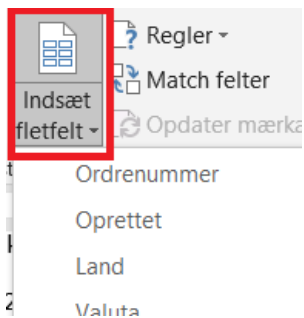 Regler
Match felter
Indsæt
fletfelt
Opdater mærka
Ordrenummer
Oprettet
Land
Valuta